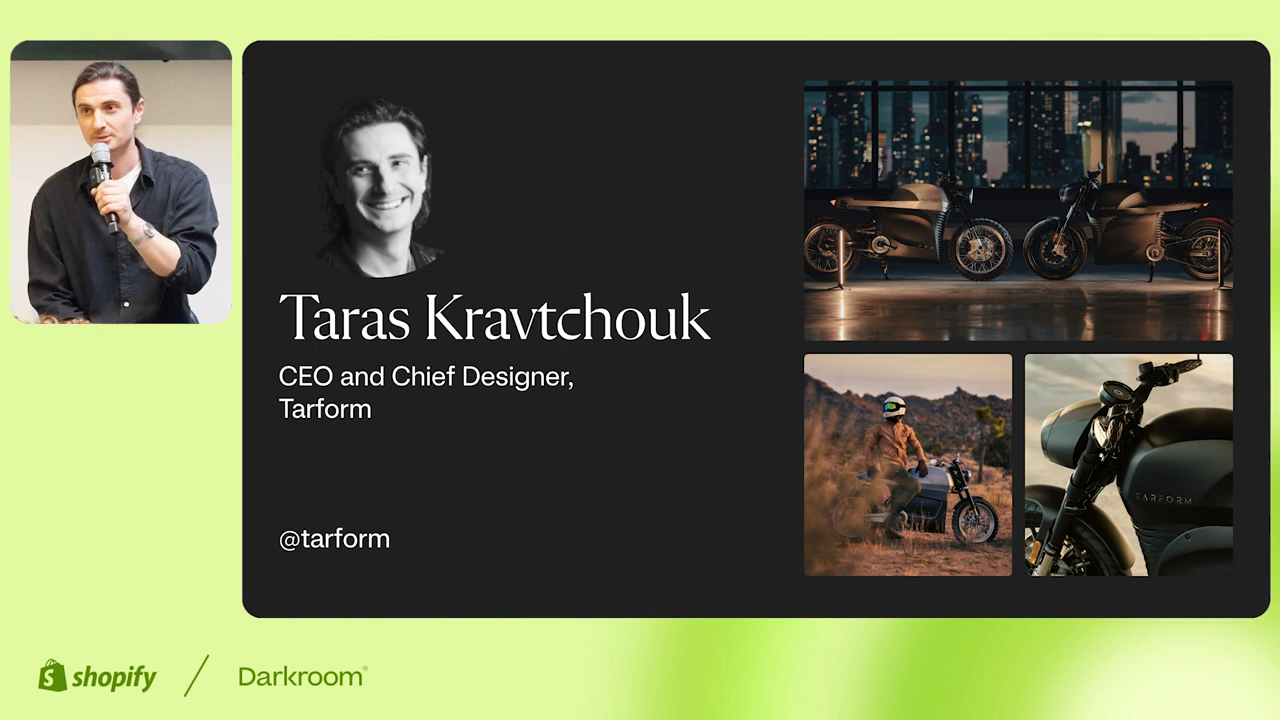 Taras Kravtchouk
CEO and Chief Designer,
Tarform
@tarform
TARFORM
shopify
Darkroom®